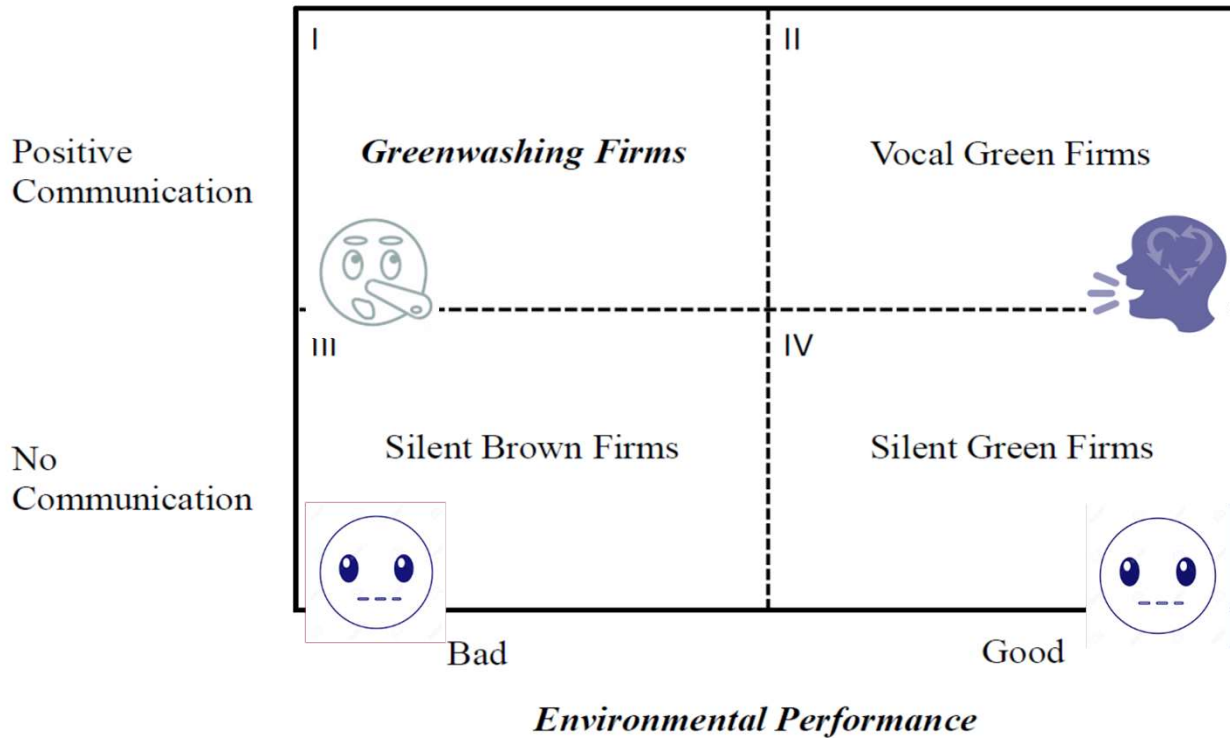 I
II
Positive
Communication
Greenwashing Firms
Vocal Green Firms
III
IV
No
Communication
Silent Brown Firms
Silent Green Firms
Bad
Good
Environmental Performance